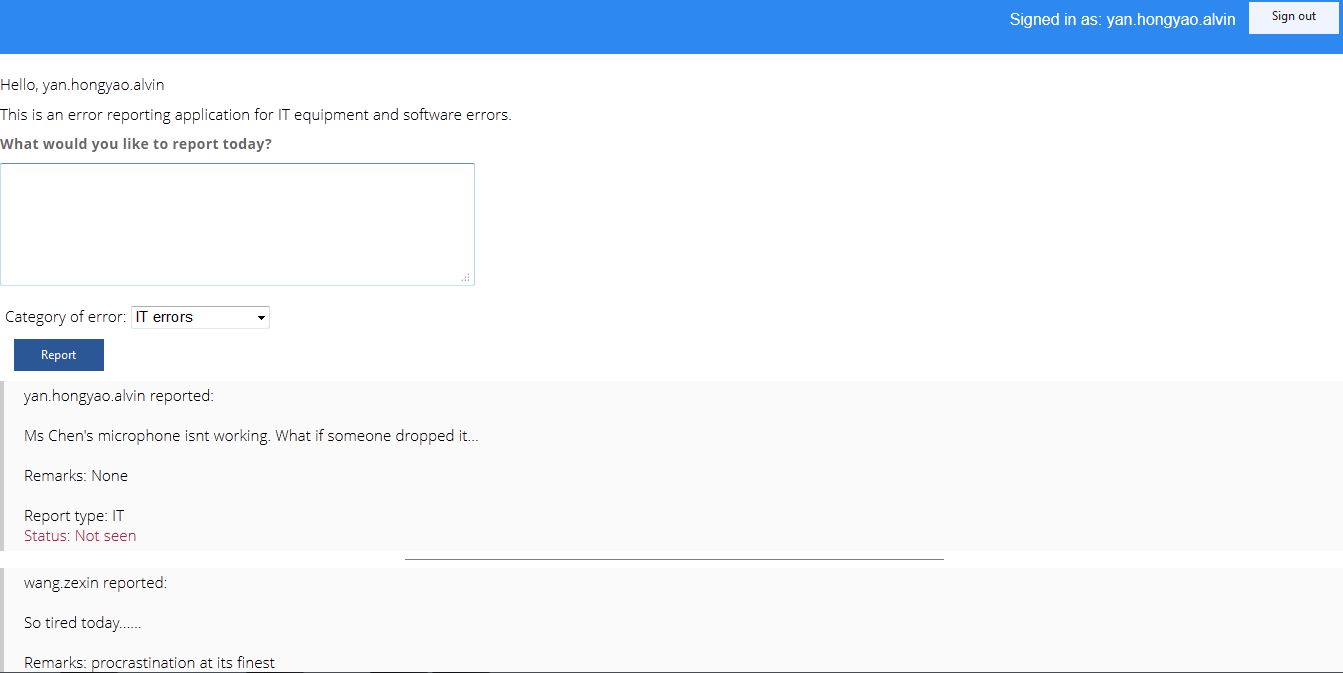 Signed in as: yan.hongyao.alvin
Sign out
Hello, yan.hongyao.alvin
This is an error reporting application for IT equipment and software errors.
What would you like to report today?
Category of error: IT errors
Report
yan.hongyao.alvin reported:
Ms Chen's microphone isnt working. What if someone dropped it...
Remarks: None
Report type: IT
Status: Not seen
wang.zexin reported:
So tired today......
Remarks: procrastination at its finest